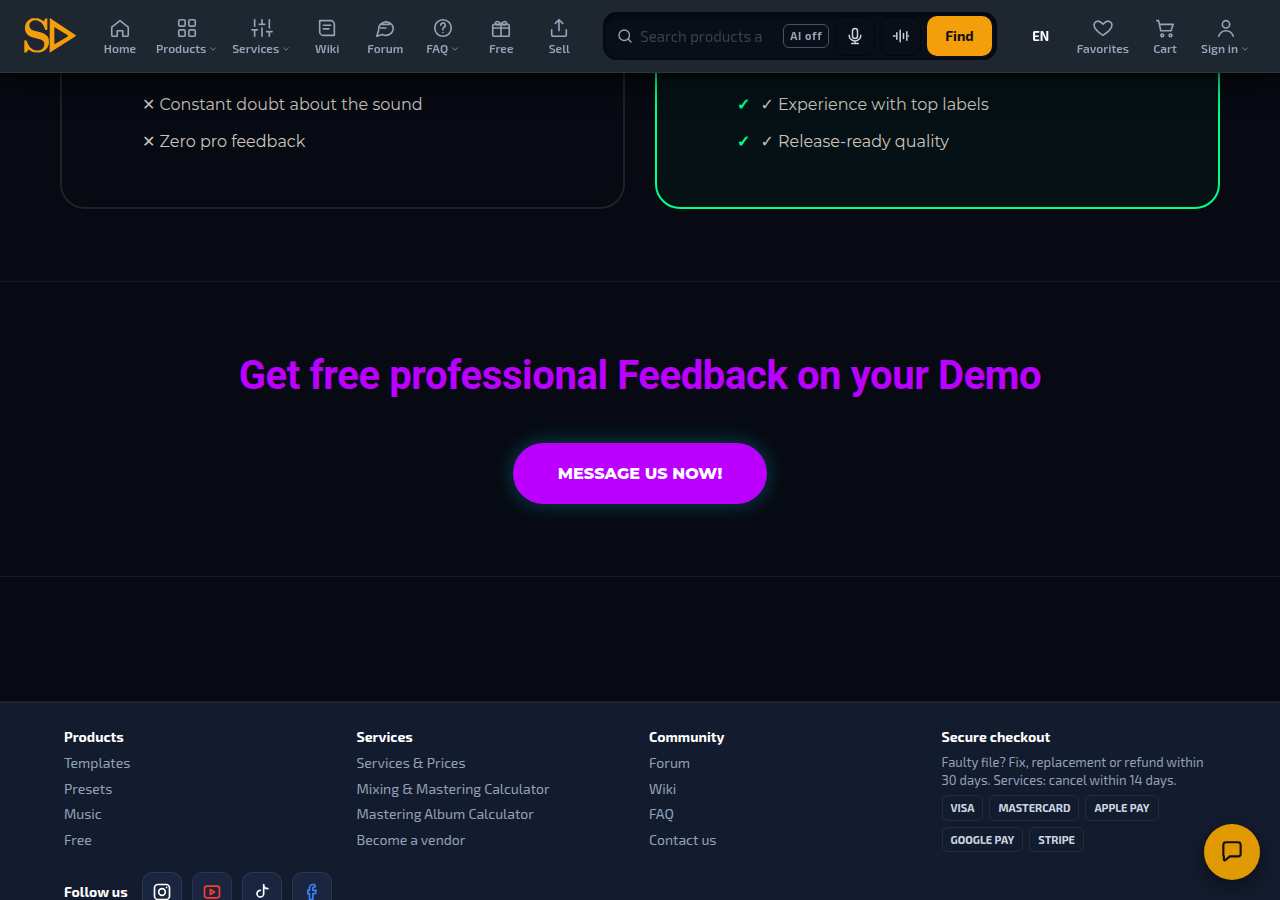 SD
Home
Products
Services
Wiki
Forum
FAQ
Free
Sell
Search products a
AI off
Find
EN
Favorites
Cart
Sign in
✕ Constant doubt about the sound
✕ Zero pro feedback
✓ ✓ Experience with top labels
✓ ✓ Release-ready quality
Get free professional Feedback on your Demo
MESSAGE US NOW!
Products
Templates
Presets
Music
Free
Services
Services & Prices
Mixing & Mastering Calculator
Mastering Album Calculator
Become a vendor
Community
Forum
Wiki
FAQ
Contact us
Secure checkout
Faulty file? Fix, replacement or refund within
30 days. Services: cancel within 14 days.
VISA MASTERCARD APPLE PAY
GOOGLE PAY STRIPE
Follow us